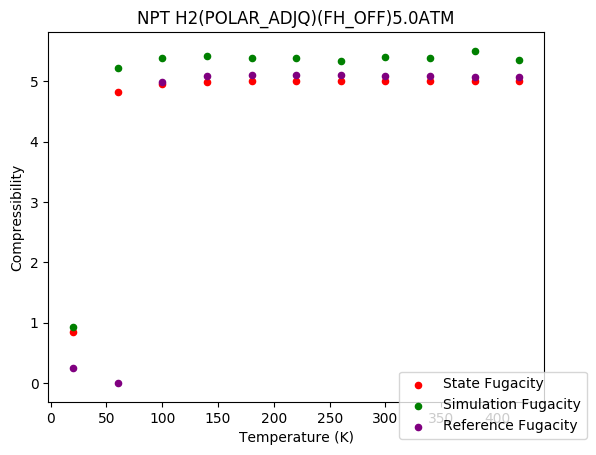 NPT H2(POLAR_ADJQ)(FH_OFF)5.0ATM
Compressibility
5
4
3
2
1
0
State Fugacity
Simulation Fugacity
Reference Fugacity
0 50 100 150 200 250 300 350 400
Temperature (K)